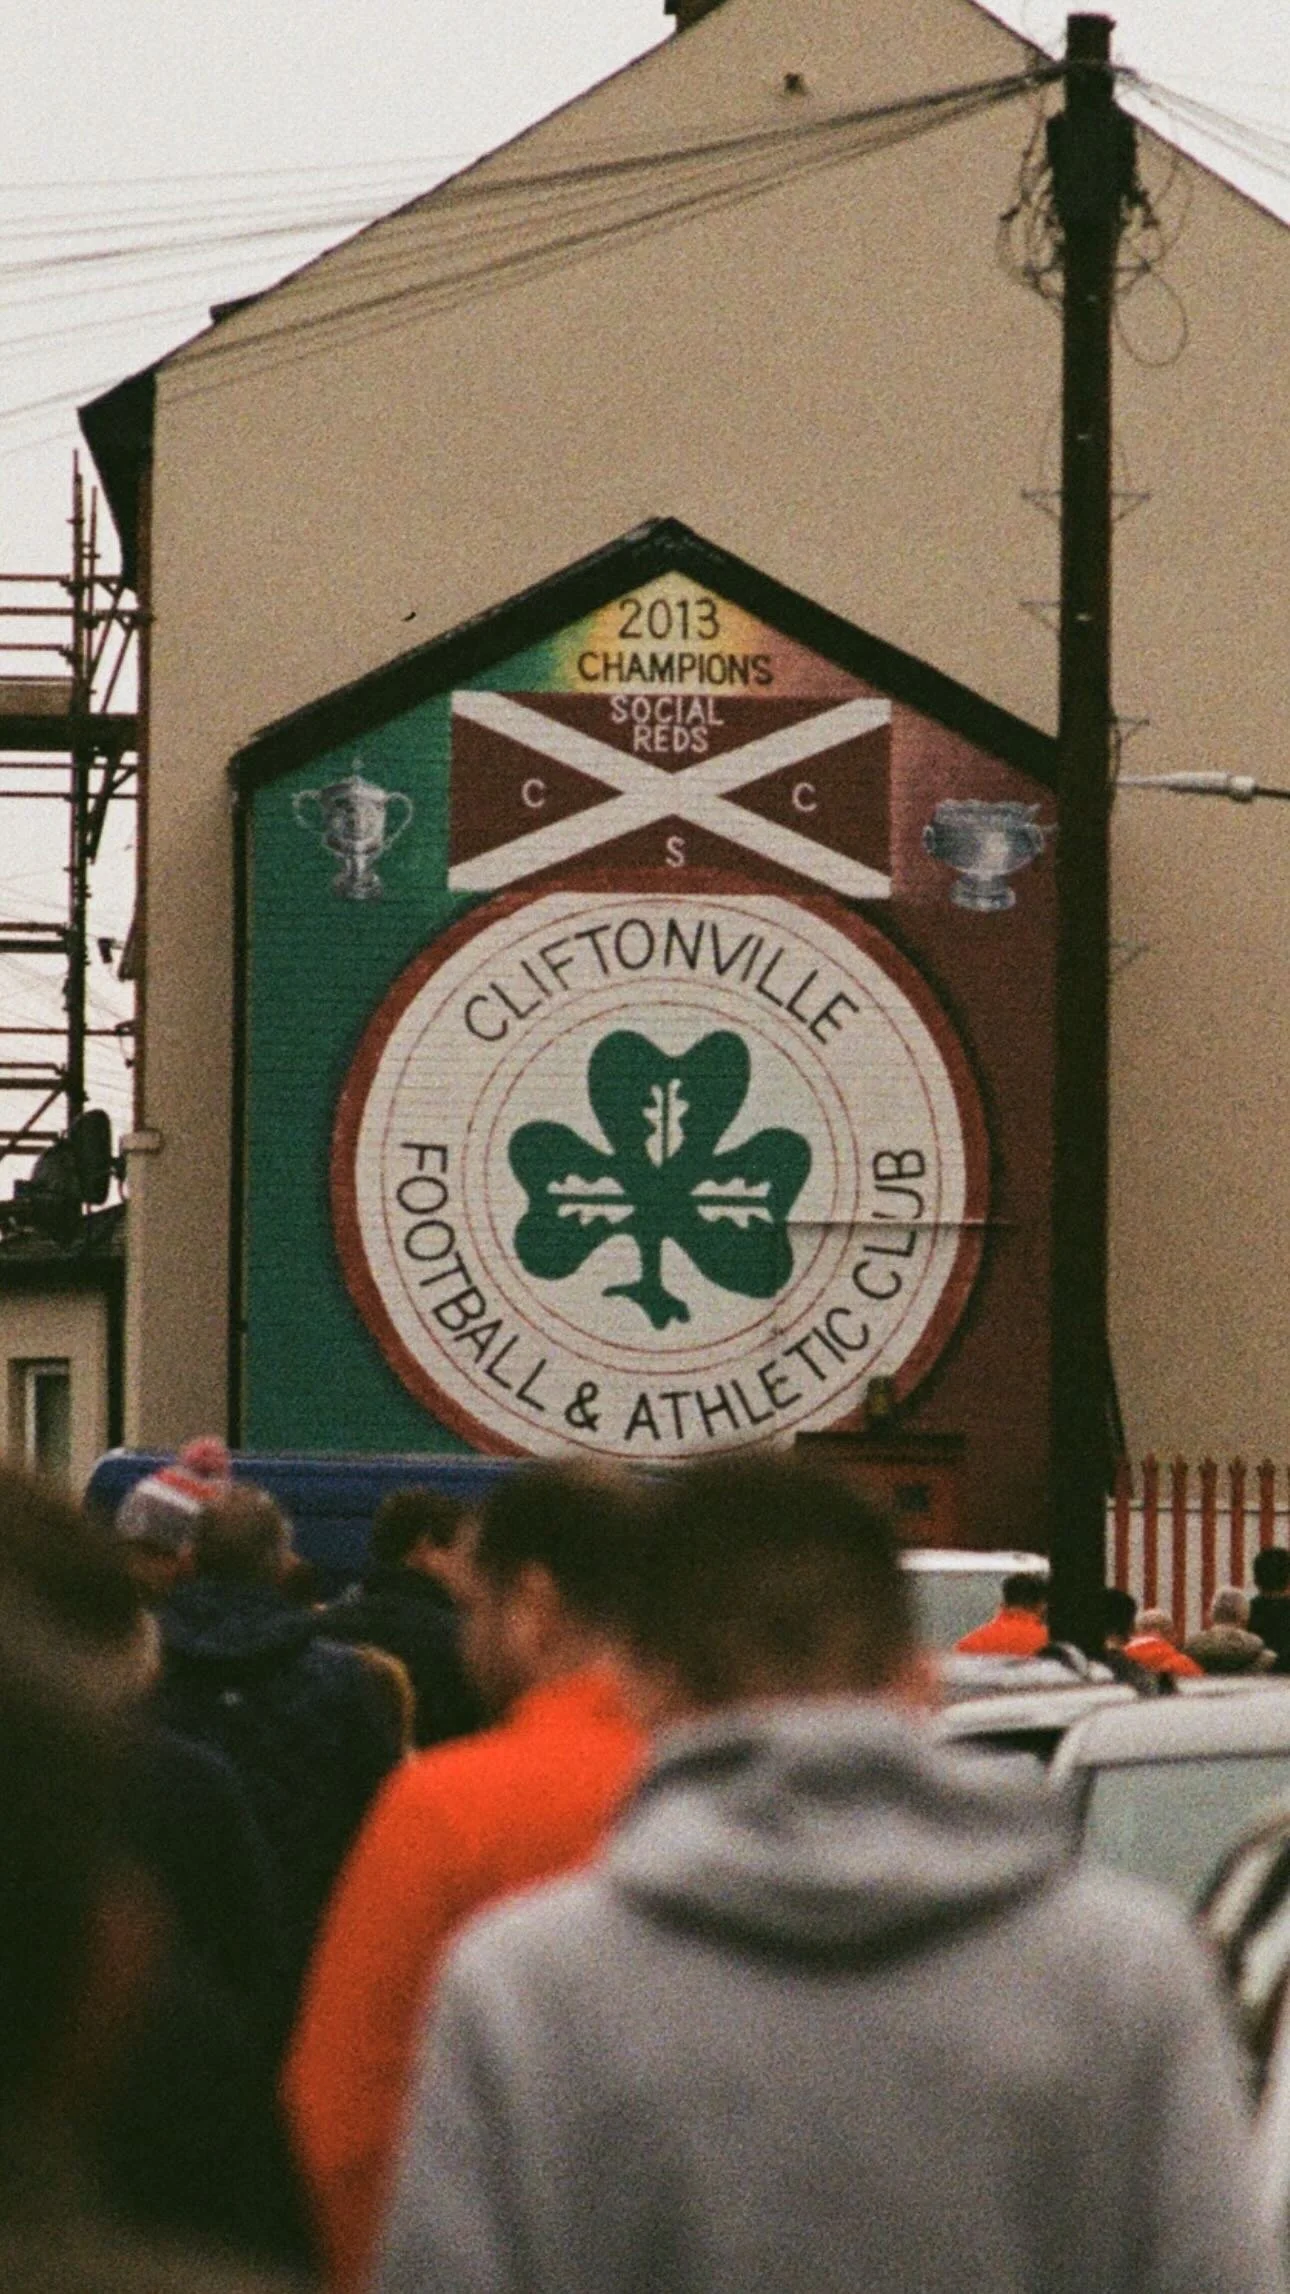 2013
CHAMPIONS
SOCIAL
REDS
C C
S
CLIFTONVILLE
FOOTBALL & ATHLETIC CLUB